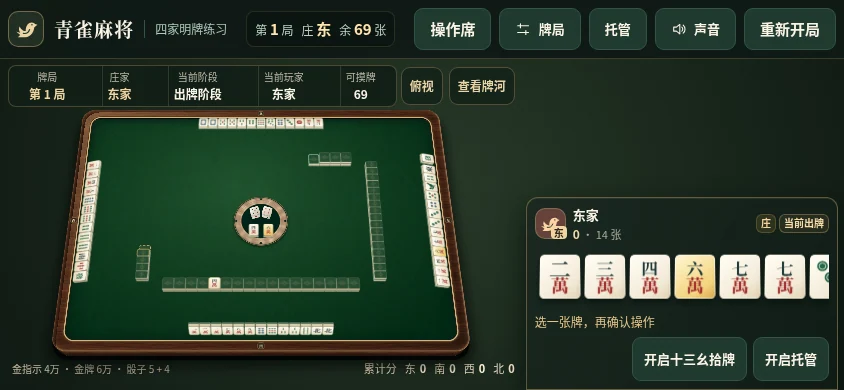 青雀麻将 四家明牌练习 第 1 局 庄 东 余 69 张 操作席 牌局 托管 声音 重新开局
牌局 庄家 当前阶段 当前玩家 可摸牌
第 1 局 东家 出牌阶段 东家 69
俯视 查看牌河
东家
东 0 · 14 张
庄 当前出牌
二萬 三萬 四萬 六萬 七萬 七萬
选一张牌，再确认操作
开启十三幺拾牌 开启托管
金指示 4万 · 金牌 6万 · 骰子 5 + 4
累计分 东 0 南 0 西 0 北 0